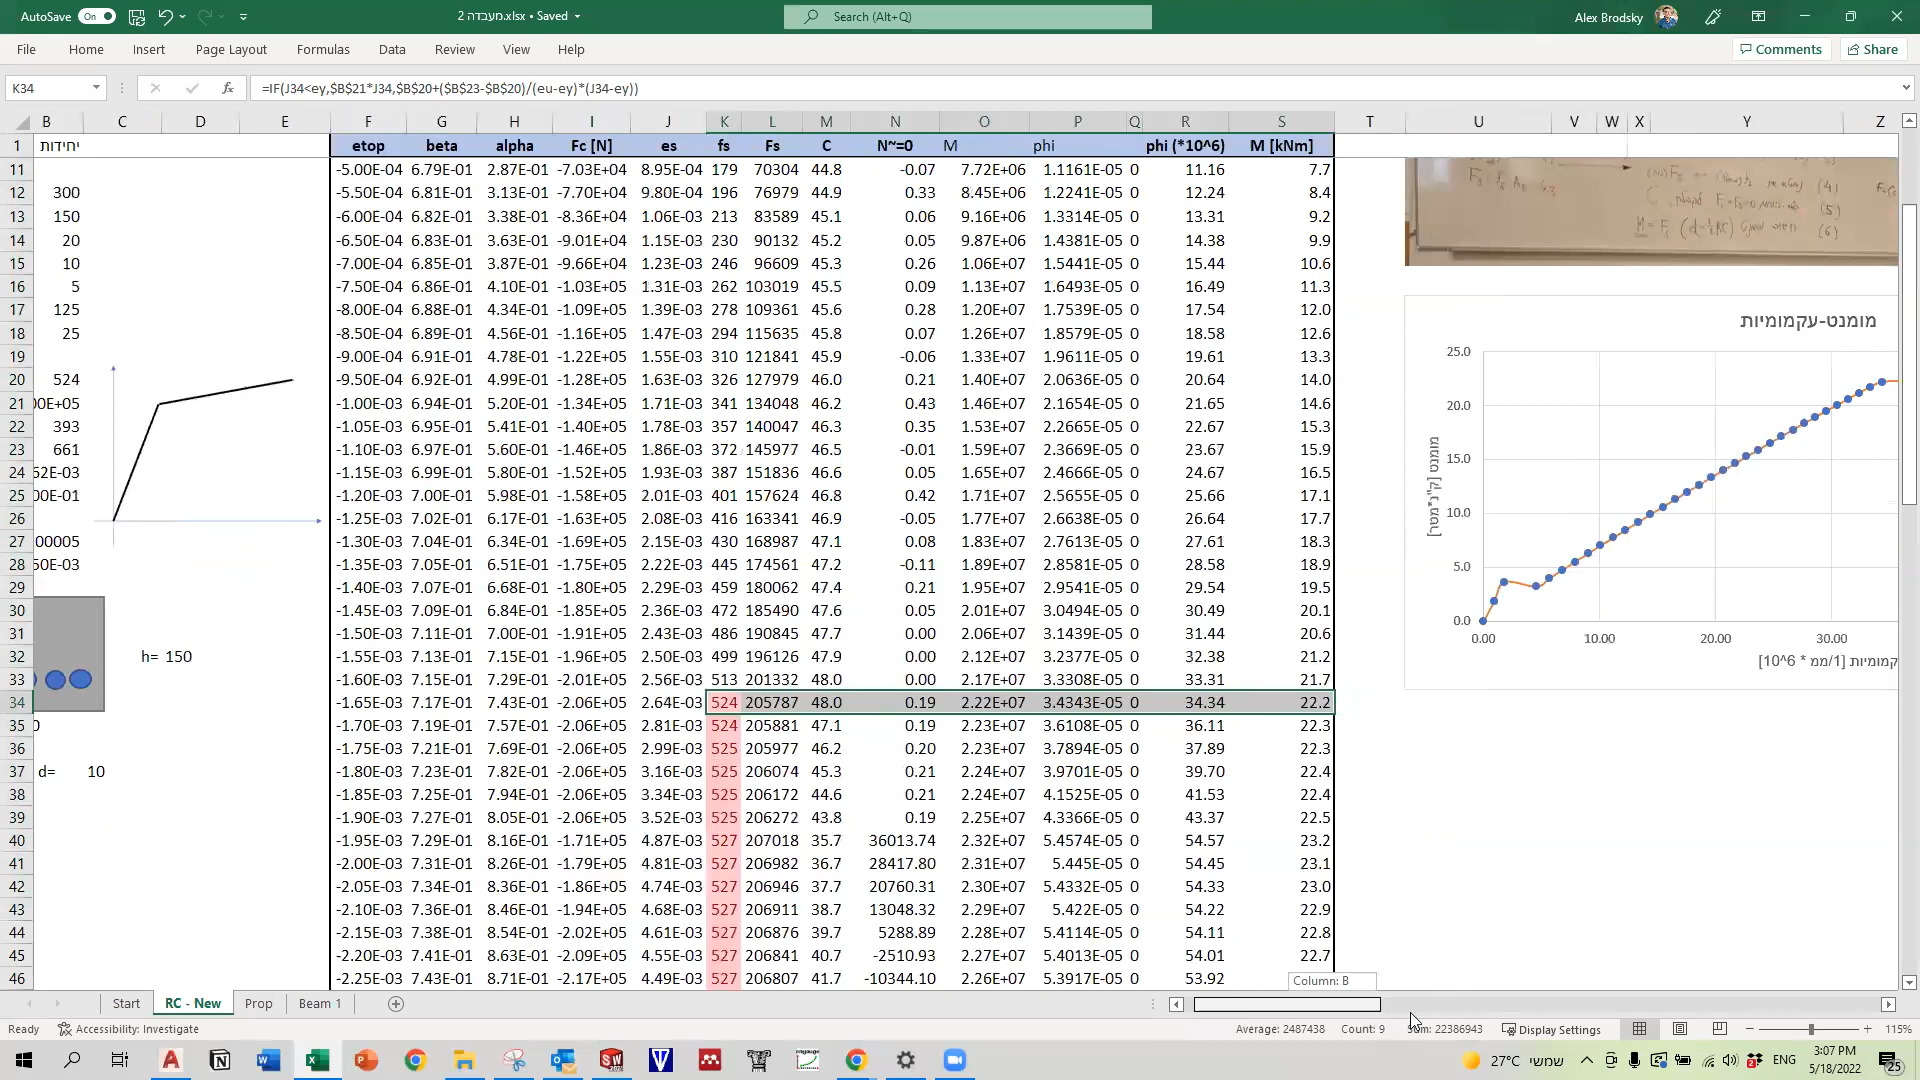 AutoSave On מעבדה 2.xlsx • Saved Search (Alt+Q) Alex Brodsky
File Home Insert Page Layout Formulas Data Review View Help Comments Share
K34 fx =IF(J34<ey,$B$21*J34,$B$20+($B$23-$B$20)/(eu-ey)*(J34-ey))
B C D E F G H I J K L M N O P Q R S T U V W X Y Z
1 יחידות etop beta alpha Fc [N] es fs Fs C N~=0 M phi phi (*10^6) M [kNm]
11 -5.00E-04 6.79E-01 2.87E-01 -7.03E+04 8.95E-04 179 70304 44.8 -0.07 7.72E+06 1.1161E-05 0 11.16 7.7
12 300 -5.50E-04 6.81E-01 3.13E-01 -7.70E+04 9.80E-04 196 76979 44.9 0.33 8.45E+06 1.2241E-05 0 12.24 8.4
13 150 -6.00E-04 6.82E-01 3.38E-01 -8.36E+04 1.06E-03 213 83589 45.1 0.06 9.16E+06 1.3314E-05 0 13.31 9.2
14 20 -6.50E-04 6.83E-01 3.63E-01 -9.01E+04 1.15E-03 230 90132 45.2 0.05 9.87E+06 1.4381E-05 0 14.38 9.9
15 10 -7.00E-04 6.85E-01 3.87E-01 -9.66E+04 1.23E-03 246 96609 45.3 0.26 1.06E+07 1.5441E-05 0 15.44 10.6
16 5 -7.50E-04 6.86E-01 4.10E-01 -1.03E+05 1.31E-03 262 103019 45.5 0.09 1.13E+07 1.6493E-05 0 16.49 11.3
17 125 -8.00E-04 6.88E-01 4.34E-01 -1.09E+05 1.39E-03 278 109361 45.6 0.28 1.20E+07 1.7539E-05 0 17.54 12.0
18 25 -8.50E-04 6.89E-01 4.56E-01 -1.16E+05 1.47E-03 294 115635 45.8 0.07 1.26E+07 1.8579E-05 0 18.58 12.6
19 -9.00E-04 6.91E-01 4.78E-01 -1.22E+05 1.55E-03 310 121841 45.9 -0.06 1.33E+07 1.9611E-05 0 19.61 13.3
20 524 -9.50E-04 6.92E-01 4.99E-01 -1.28E+05 1.63E-03 326 127979 46.0 0.21 1.40E+07 2.0636E-05 0 20.64 14.0
21 00E+05 -1.00E-03 6.94E-01 5.20E-01 -1.34E+05 1.71E-03 341 134048 46.2 0.43 1.46E+07 2.1654E-05 0 21.65 14.6
22 393 -1.05E-03 6.95E-01 5.41E-01 -1.40E+05 1.78E-03 357 140047 46.3 0.35 1.53E+07 2.2665E-05 0 22.67 15.3
23 661 -1.10E-03 6.97E-01 5.60E-01 -1.46E+05 1.86E-03 372 145977 46.5 -0.01 1.59E+07 2.3669E-05 0 23.67 15.9
24 62E-03 -1.15E-03 6.99E-01 5.80E-01 -1.52E+05 1.93E-03 387 151836 46.6 0.05 1.65E+07 2.4666E-05 0 24.67 16.5
25 00E-01 -1.20E-03 7.00E-01 5.98E-01 -1.58E+05 2.01E-03 401 157624 46.8 0.42 1.71E+07 2.5655E-05 0 25.66 17.1
26 -1.25E-03 7.02E-01 6.17E-01 -1.63E+05 2.08E-03 416 163341 46.9 -0.05 1.77E+07 2.6638E-05 0 26.64 17.7
27 00005 -1.30E-03 7.04E-01 6.34E-01 -1.69E+05 2.15E-03 430 168987 47.1 0.08 1.83E+07 2.7613E-05 0 27.61 18.3
28 50E-03 -1.35E-03 7.05E-01 6.51E-01 -1.75E+05 2.22E-03 445 174561 47.2 -0.11 1.89E+07 2.8581E-05 0 28.58 18.9
29 -1.40E-03 7.07E-01 6.68E-01 -1.80E+05 2.29E-03 459 180062 47.4 0.21 1.95E+07 2.9541E-05 0 29.54 19.5
30 -1.45E-03 7.09E-01 6.84E-01 -1.85E+05 2.36E-03 472 185490 47.6 0.05 2.01E+07 3.0494E-05 0 30.49 20.1
31 -1.50E-03 7.11E-01 7.00E-01 -1.91E+05 2.43E-03 486 190845 47.7 0.00 2.06E+07 3.1439E-05 0 31.44 20.6
32 h= 150 -1.55E-03 7.13E-01 7.15E-01 -1.96E+05 2.50E-03 499 196126 47.9 0.00 2.12E+07 3.2377E-05 0 32.38 21.2
33 -1.60E-03 7.15E-01 7.29E-01 -2.01E+05 2.56E-03 513 201332 48.0 0.00 2.17E+07 3.3308E-05 0 33.31 21.7
34 -1.65E-03 7.17E-01 7.43E-01 -2.06E+05 2.64E-03 524 205787 48.0 0.19 2.22E+07 3.4343E-05 0 34.34 22.2
35 0 -1.70E-03 7.19E-01 7.57E-01 -2.06E+05 2.81E-03 524 205881 47.1 0.19 2.23E+07 3.6108E-05 0 36.11 22.3
36 -1.75E-03 7.21E-01 7.69E-01 -2.06E+05 2.99E-03 525 205977 46.2 0.20 2.23E+07 3.7894E-05 0 37.89 22.3
37 d= 10 -1.80E-03 7.23E-01 7.82E-01 -2.06E+05 3.16E-03 525 206074 45.3 0.21 2.24E+07 3.9701E-05 0 39.70 22.4
38 -1.85E-03 7.25E-01 7.94E-01 -2.06E+05 3.34E-03 525 206172 44.6 0.21 2.24E+07 4.1525E-05 0 41.53 22.4
39 -1.90E-03 7.27E-01 8.05E-01 -2.06E+05 3.52E-03 525 206272 43.8 0.19 2.25E+07 4.3366E-05 0 43.37 22.5
40 -1.95E-03 7.29E-01 8.16E-01 -1.71E+05 4.87E-03 527 207018 35.7 36013.74 2.32E+07 5.4574E-05 0 54.57 23.2
41 -2.00E-03 7.31E-01 8.26E-01 -1.79E+05 4.81E-03 527 206982 36.7 28417.80 2.31E+07 5.445E-05 0 54.45 23.1
42 -2.05E-03 7.34E-01 8.36E-01 -1.86E+05 4.74E-03 527 206946 37.7 20760.31 2.30E+07 5.4332E-05 0 54.33 23.0
43 -2.10E-03 7.36E-01 8.46E-01 -1.94E+05 4.68E-03 527 206911 38.7 13048.32 2.29E+07 5.422E-05 0 54.22 22.9
44 -2.15E-03 7.38E-01 8.54E-01 -2.02E+05 4.61E-03 527 206876 39.7 5288.89 2.28E+07 5.4114E-05 0 54.11 22.8
45 -2.20E-03 7.41E-01 8.63E-01 -2.09E+05 4.55E-03 527 206841 40.7 -2510.93 2.27E+07 5.4013E-05 0 54.01 22.7
46 -2.25E-03 7.43E-01 8.71E-01 -2.17E+05 4.49E-03 527 206807 41.7 -10344.10 2.26E+07 5.3917E-05 0 53.92
Column: B
מומנט-עקמומיות
25.0
20.0
15.0
10.0
5.0
0.0
0.00 10.00 20.00 30.00
מומנט [ק"נ*מטר]
קמומיות [1/ממ * 10^6]
Start RC - New Prop Beam 1
Ready Accessibility: Investigate Average: 2487438 Count: 9 Sum: 22386943 Display Settings 115%
27°C שמשי ENG 3:07 PM
5/18/2022 25